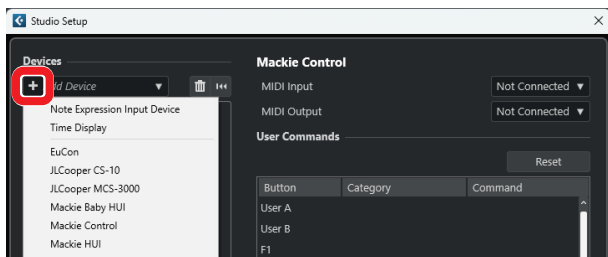 Studio Setup
Devices
Add Device
Note Expression Input Device
Time Display
EuCon
JLCooper CS-10
JLCooper MCS-3000
Mackie Baby HUI
Mackie Control
Mackie HUI
Mackie Control
MIDI Input Not Connected
MIDI Output Not Connected
User Commands
Reset
Button Category Command
User A
User B
F1